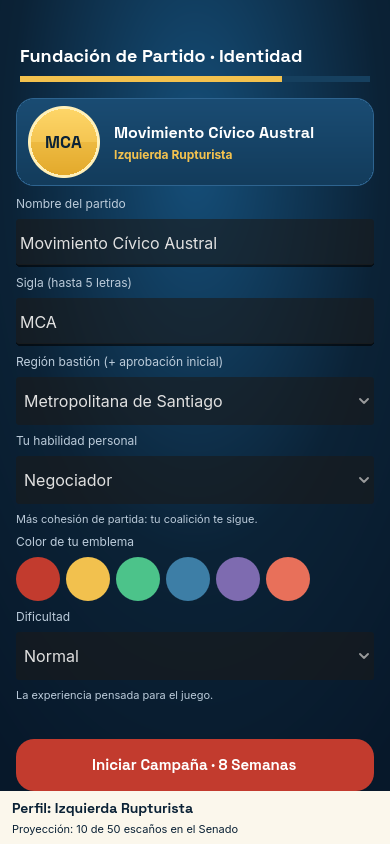 Fundación de Partido · Identidad
MCA
Movimiento Cívico Austral
Izquierda Rupturista
Nombre del partido
Movimiento Cívico Austral
Sigla (hasta 5 letras)
MCA
Región bastión (+ aprobación inicial)
Metropolitana de Santiago
Tu habilidad personal
Negociador
Más cohesión de partida: tu coalición te sigue.
Color de tu emblema
Dificultad
Normal
La experiencia pensada para el juego.
Iniciar Campaña · 8 Semanas
Perfil: Izquierda Rupturista
Proyección: 10 de 50 escaños en el Senado